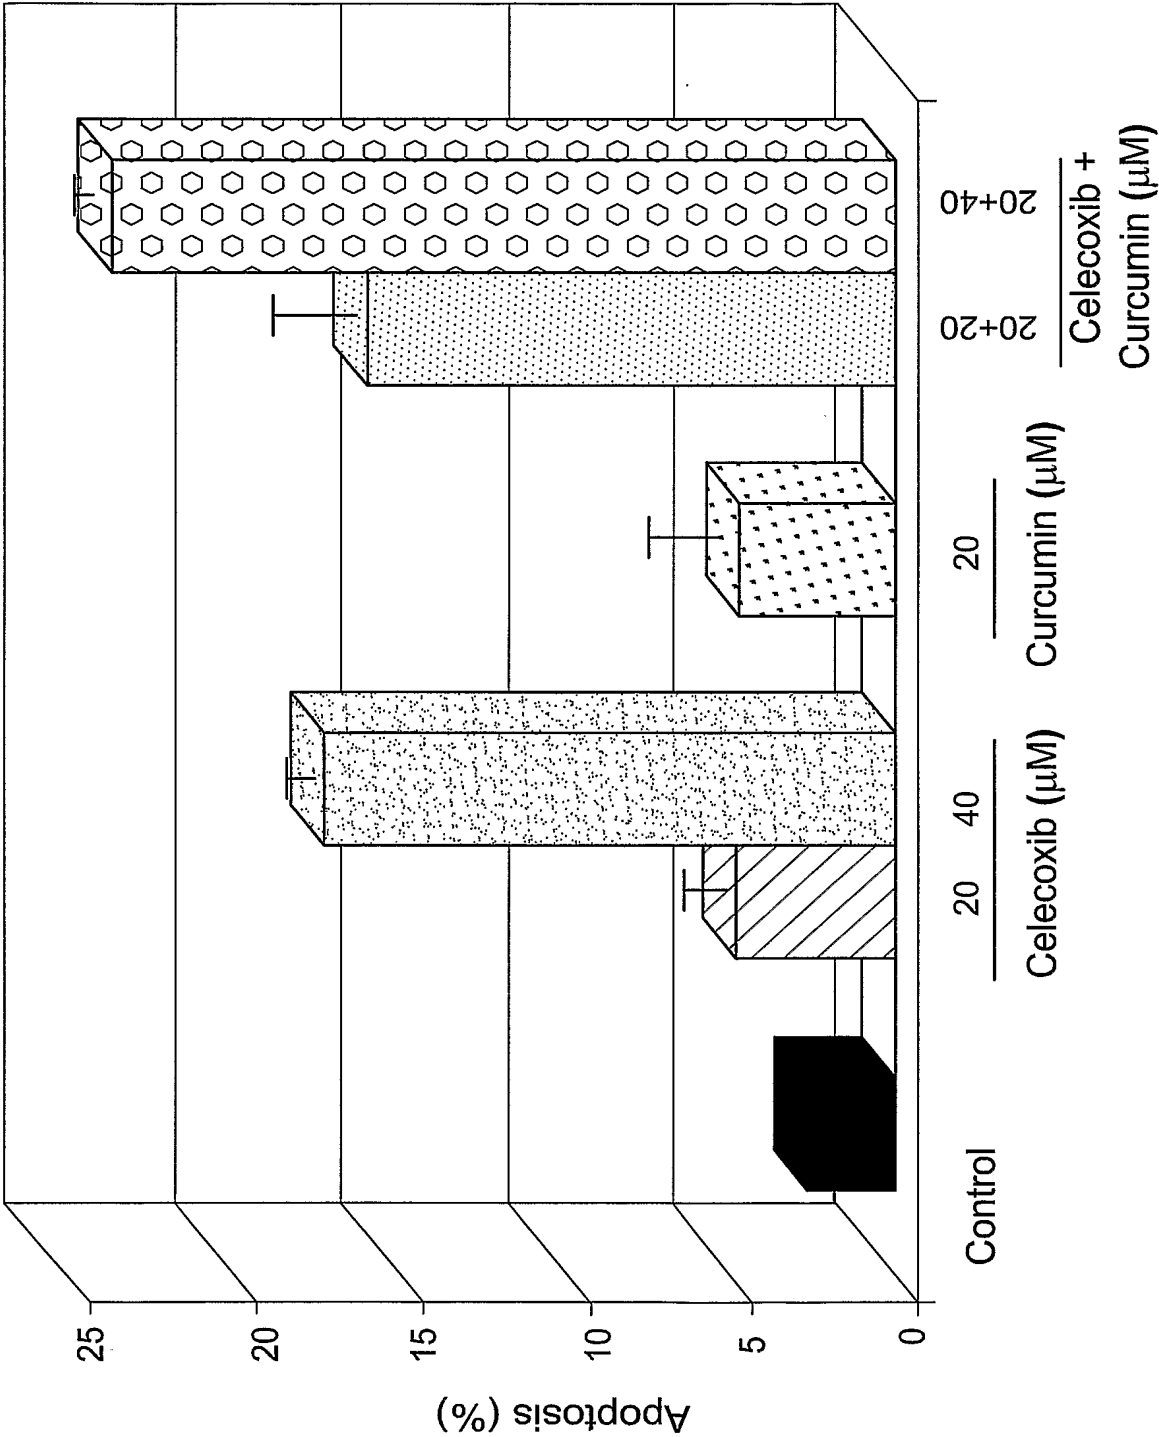 Apoptosis (%)
25
20
15
10
5
0
Control
20
40
Celecoxib (μM)
20
Curcumin (μM)
20+20
20+40
Celecoxib +
Curcumin (μM)